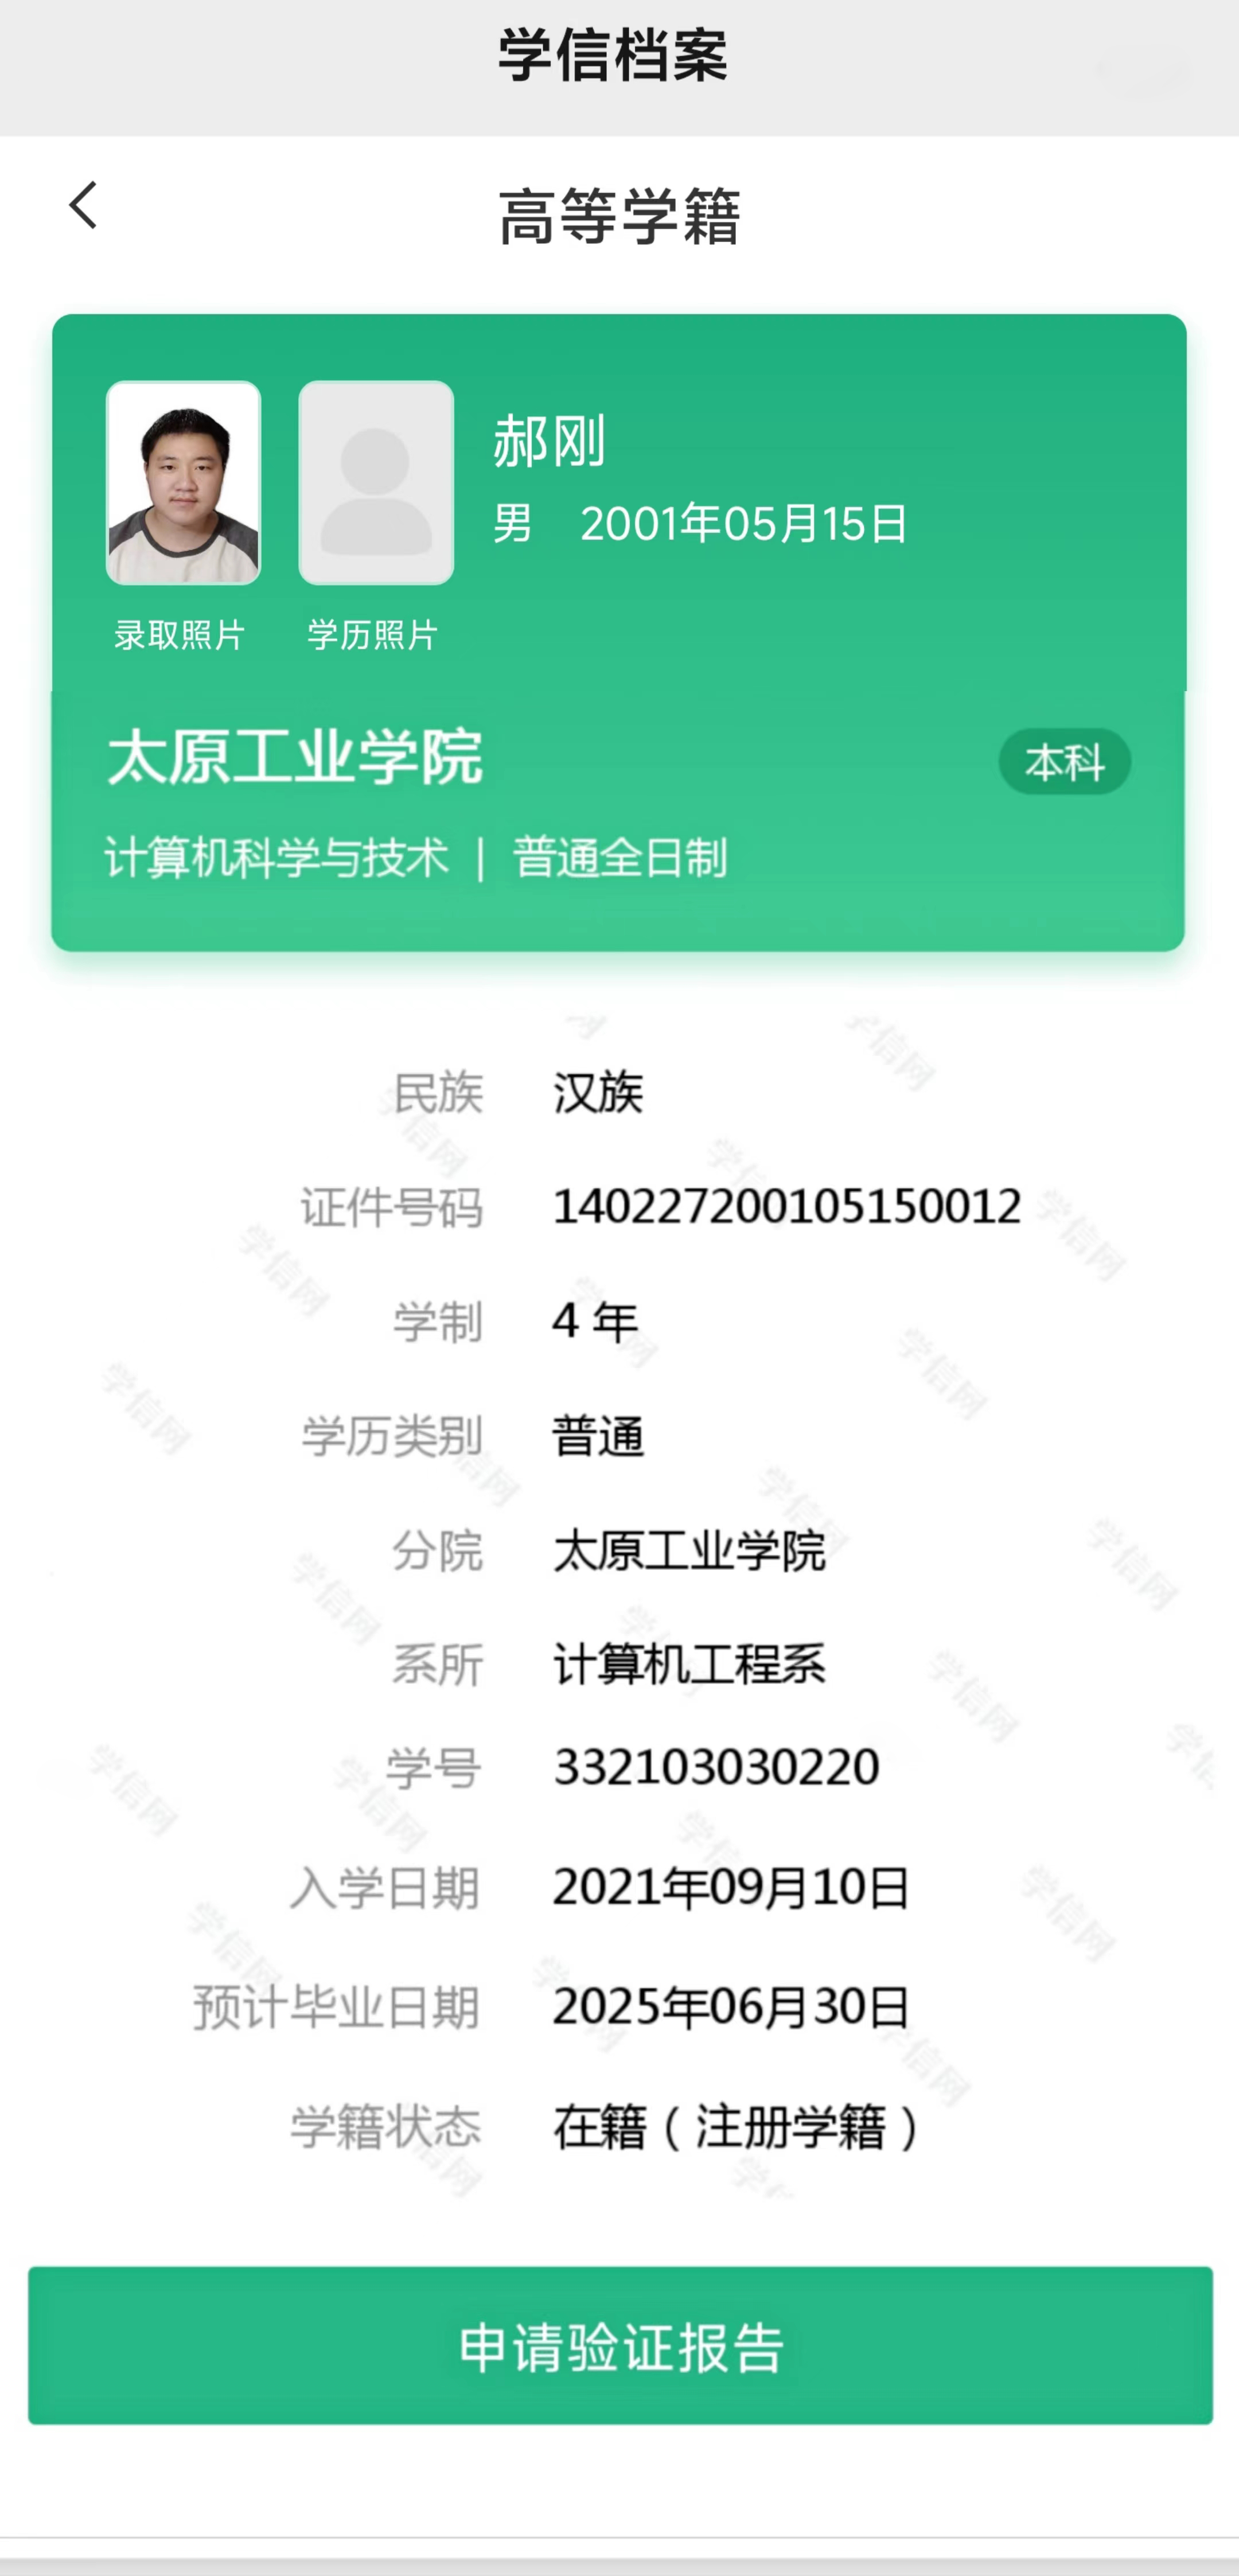 学信档案
高等学籍
郝刚
男 2001年05月15日
录取照片 学历照片
太原工业学院 本科
计算机科学与技术 | 普通全日制
民族 汉族
证件号码 140227200105150012
学制 4 年
学历类别 普通
分院 太原工业学院
系所 计算机工程系
学号 332103030220
入学日期 2021年09月10日
预计毕业日期 2025年06月30日
学籍状态 在籍（注册学籍）
申请验证报告
学信网